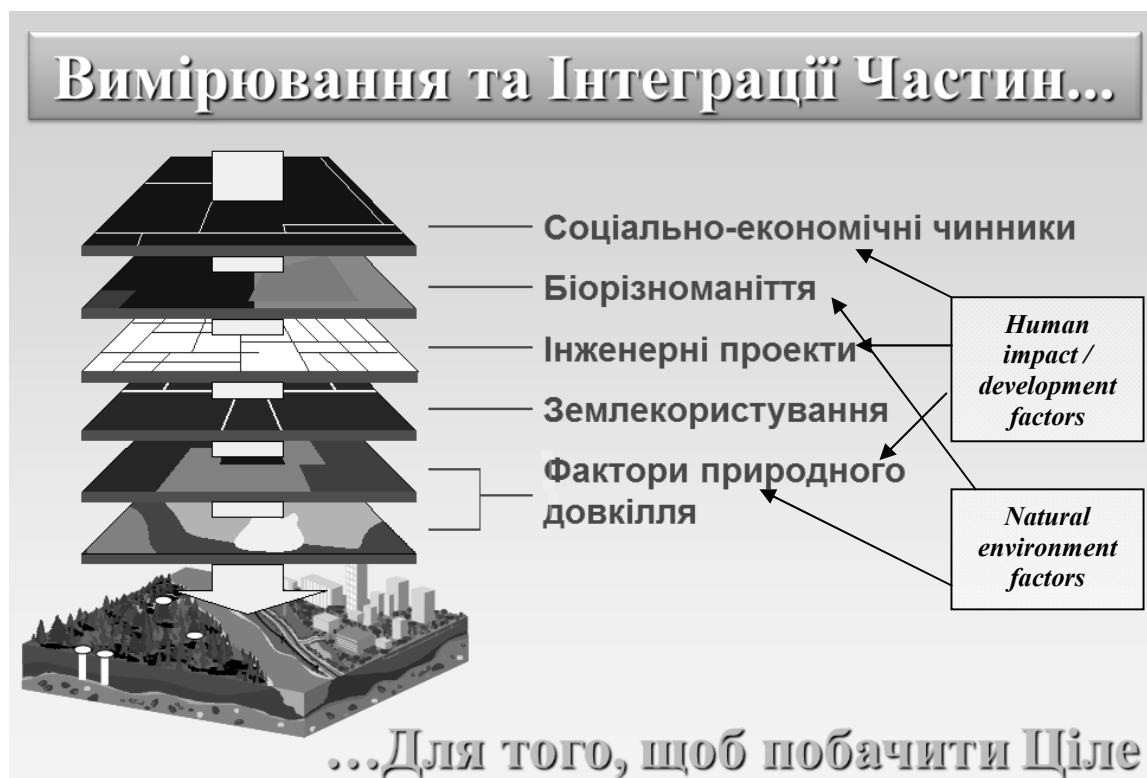 Вимірювання та Інтеграції Частин...
Соціально-економічні чинники
Біорізноманіття
Інженерні проекти
Землекористування
Фактори природного
довкілля
Human
impact /
development
factors
Natural
environment
factors
...Для того, щоб побачити Ціле